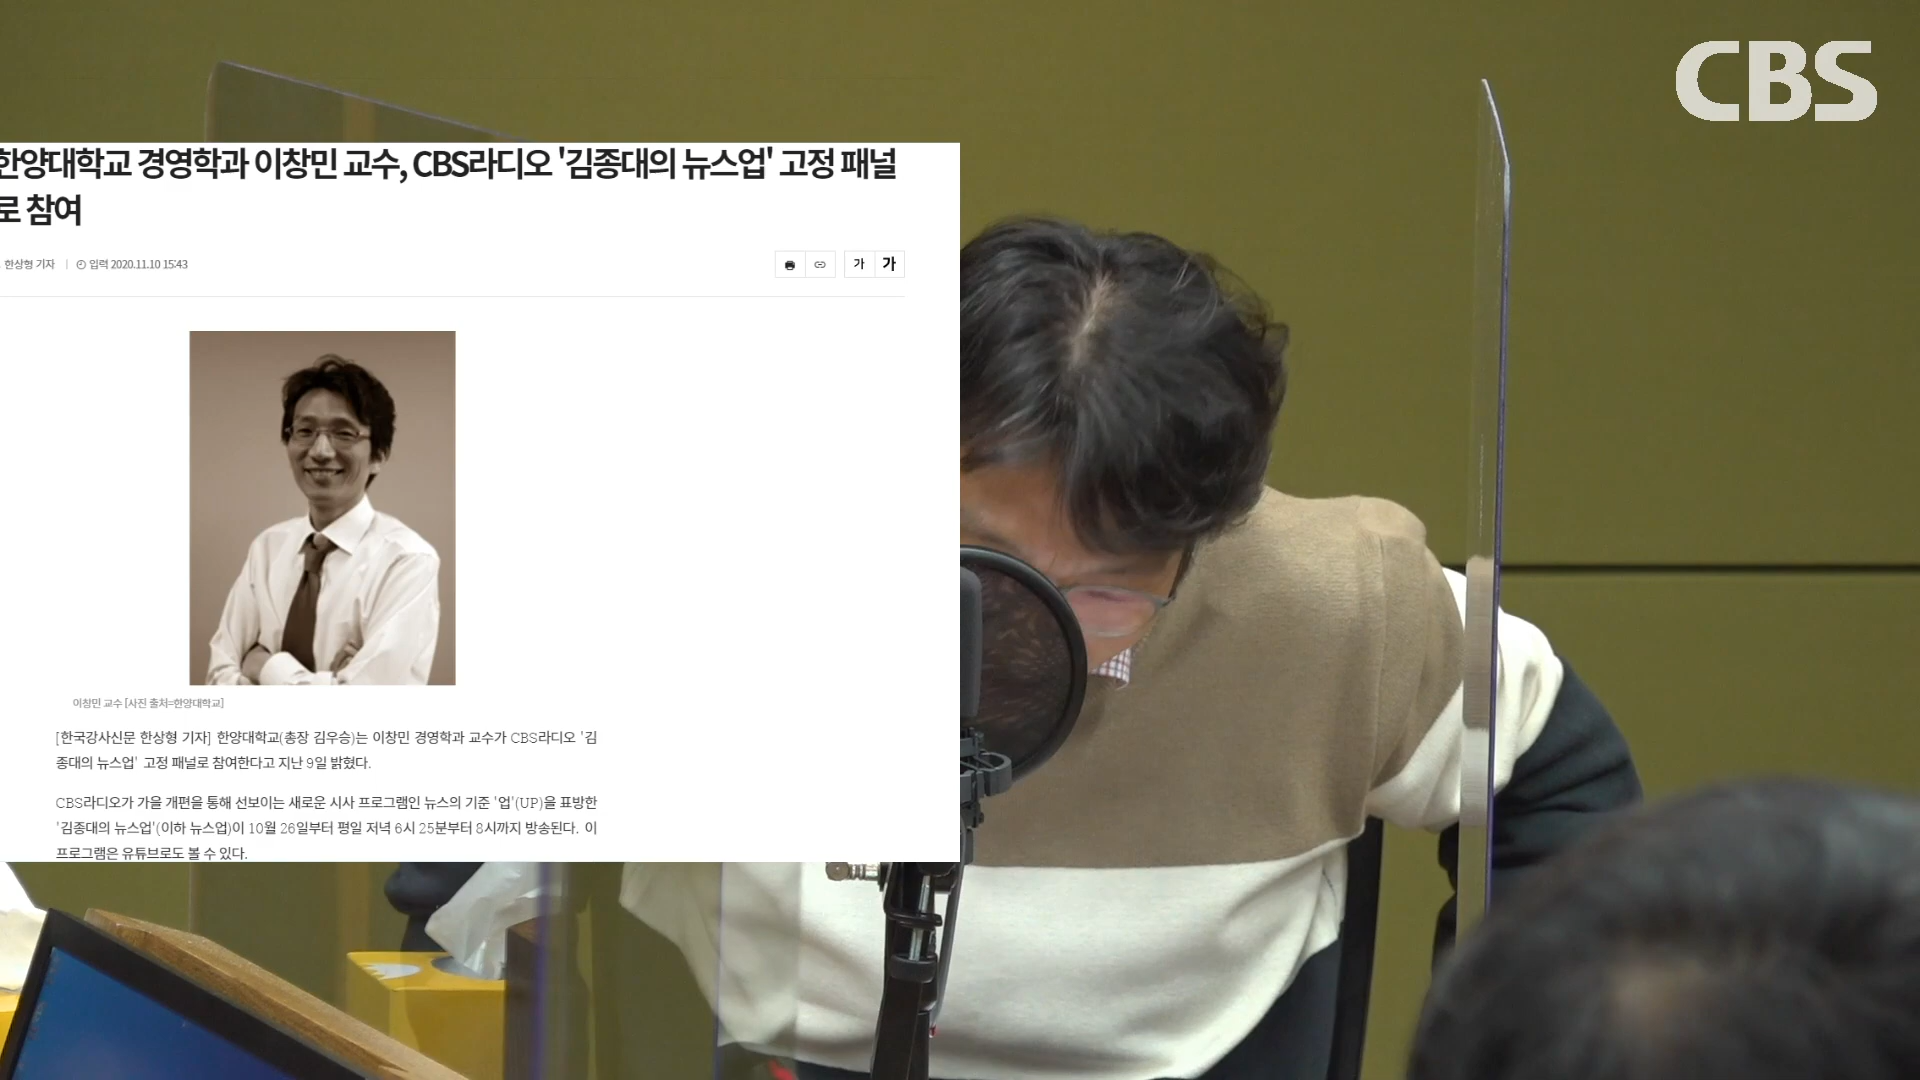 CBS
한양대학교 경영학과 이창민 교수, CBS라디오 '김종대의 뉴스업' 고정 패널
로 참여
한상형 기자 | 입력 2020.11.10 15:43
가 가
이창민 교수 [사진 출처=한양대학교]
[한국강사신문 한상형 기자] 한양대학교(총장 김우승)는 이창민 경영학과 교수가 CBS라디오 '김
종대의 뉴스업' 고정 패널로 참여한다고 지난 9일 밝혔다.
CBS라디오가 가을 개편을 통해 선보이는 새로운 시사 프로그램인 뉴스의 기준 '업'(UP)을 표방한
'김종대의 뉴스업'(이하 뉴스업)이 10월 26일부터 평일 저녁 6시 25분부터 8시까지 방송된다. 이
프로그램은 유튜브로도 볼 수 있다.